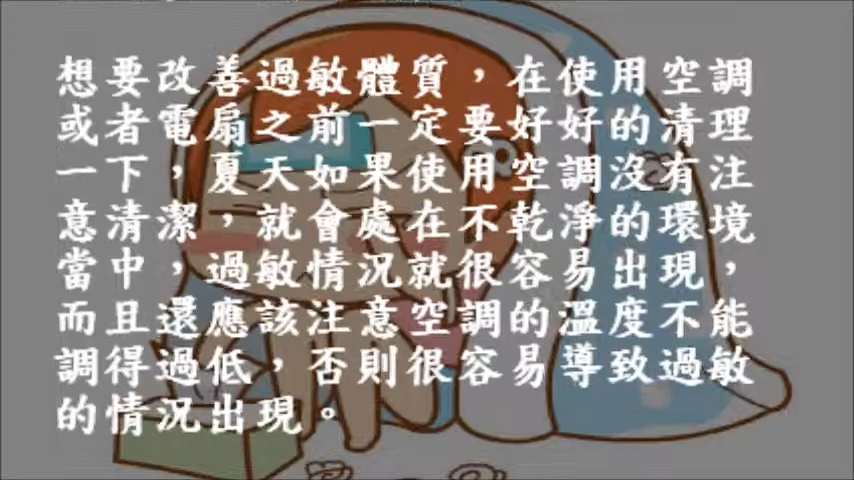 想要改善過敏體質，在使用空調
或者電扇之前一定要好好的清理
一下，夏天如果使用空調沒有注
意清潔，就會處在不乾淨的環境
當中，過敏情況就很容易出現，
而且還應該注意空調的溫度不能
調得過低，否則很容易導致過敏
的情況出現。